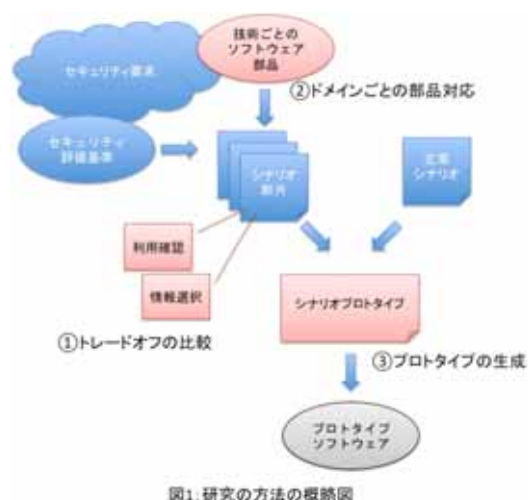 技術ごとの
ソフトウェア
部品
セキュリティ要求
②ドメインごとの部品対応
セキュリティ
評価基準
シナリオ
断片
シナリオ
利用確認
情報選択
シナリオプロトタイプ
①トレードオフの比較
③プロトタイプの生成
プロトタイプ
ソフトウェア
図1:研究の方法の概略図